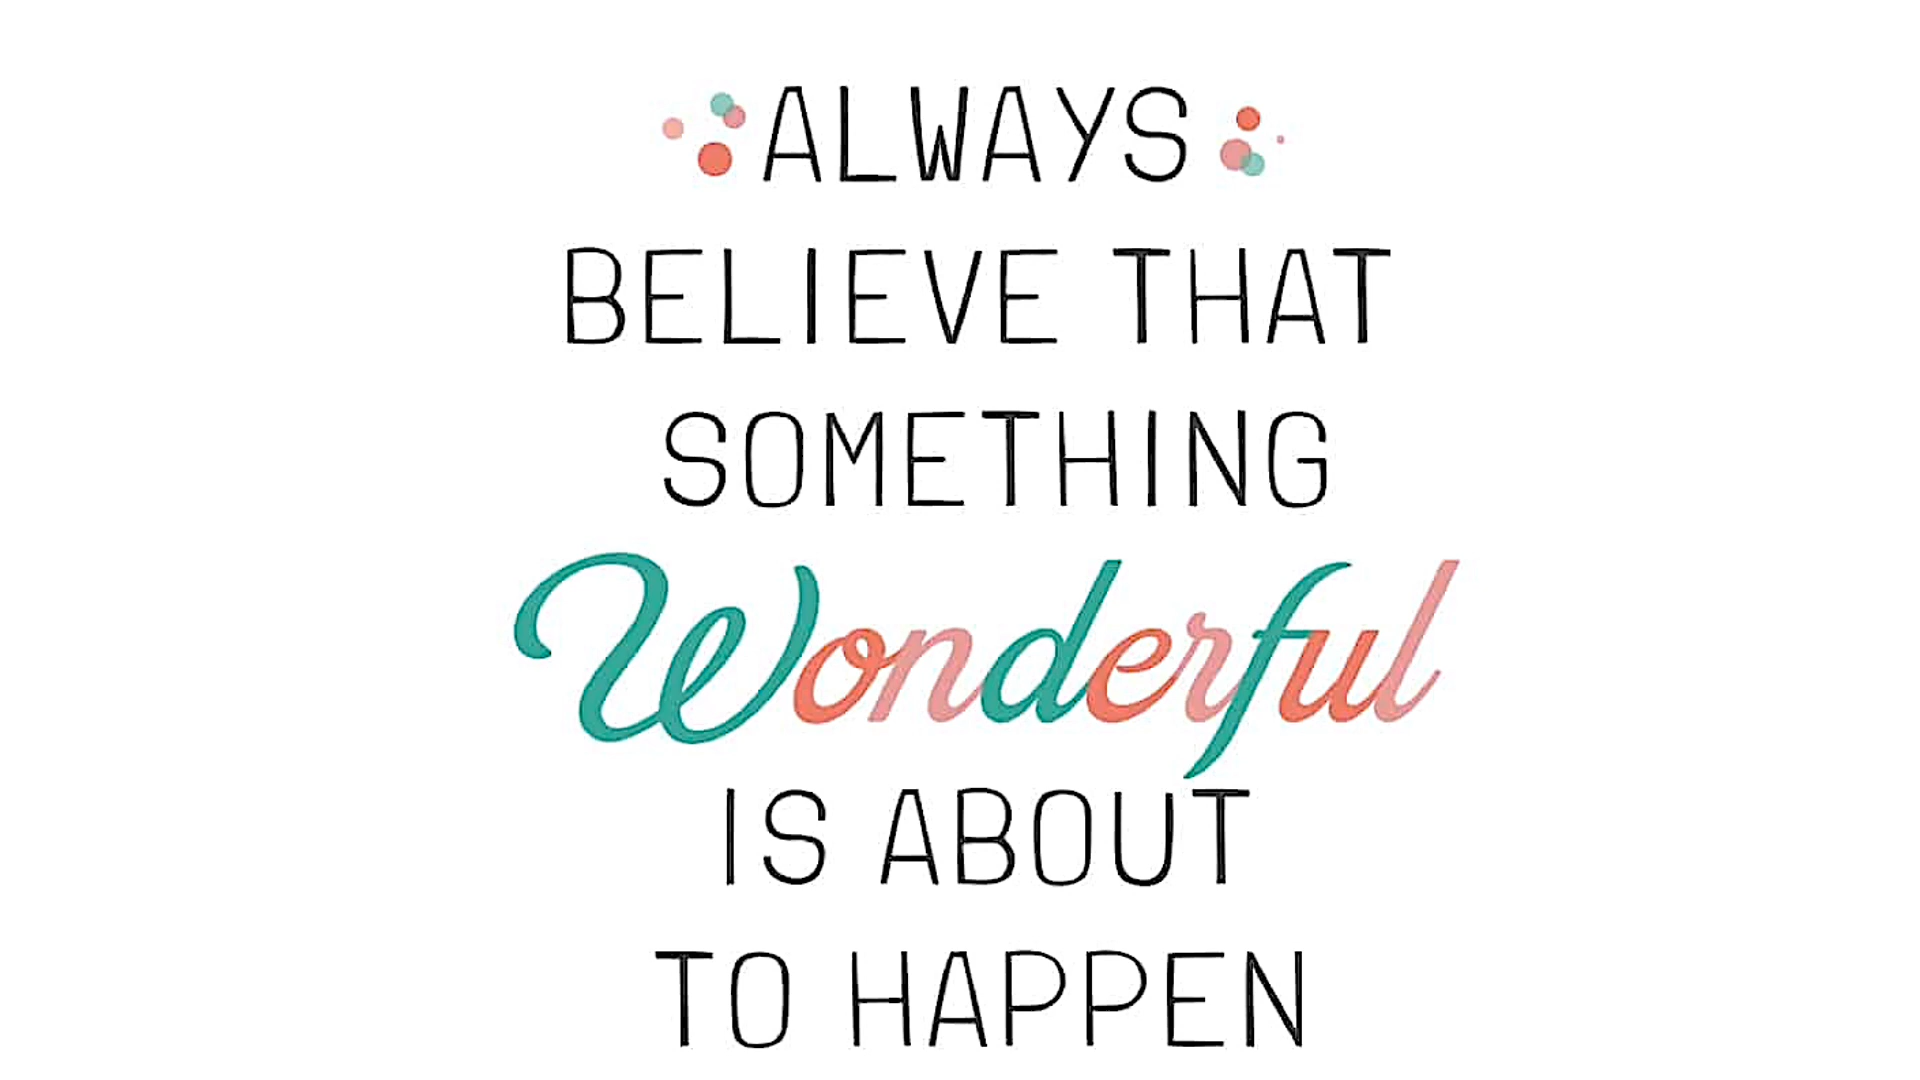 ALWAYS
BELIEVE THAT
SOMETHING
Wonderful
IS ABOUT
TO HAPPEN